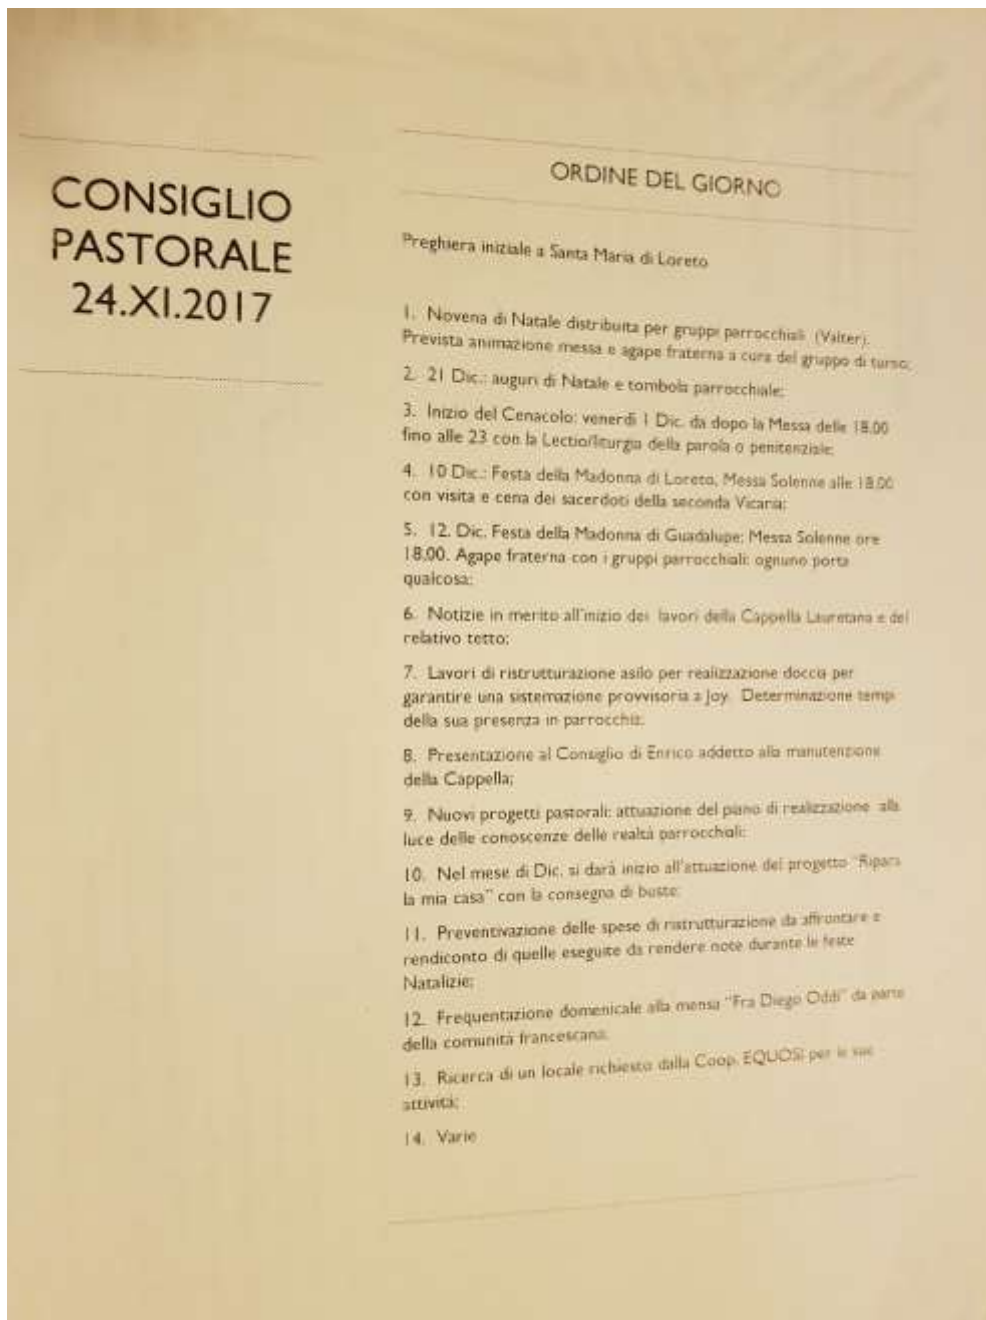 CONSIGLIO
PASTORALE
24.XI.2017
ORDINE DEL GIORNO
Preghiera iniziale a Santa Maria di Loreto
1. Novena di Natale distribuita per gruppi parrocchiali (Valter).
Prevista animazione messa e agape fraterna a cura del gruppo di turno;
2. 21 Dic.: auguri di Natale e tombola parrocchiale;
3. Inizio del Cenacolo: venerdì 1 Dic. da dopo la Messa delle 18.00
fino alle 23 con la Lectio/liturgia della parola o penitenziale;
4. 10 Dic.: Festa della Madonna di Loreto, Messa Solenne alle 18.00
con visita e cena dei sacerdoti della seconda Vicaria;
5. 12. Dic. Festa della Madonna di Guadalupe: Messa Solenne ore
18.00. Agape fraterna con i gruppi parrocchiali: ognuno porta
qualcosa;
6. Notizie in merito all'inizio dei lavori della Cappella Lauretana e del
relativo tetto;
7. Lavori di ristrutturazione asilo per realizzazione doccia per
garantire una sistemazione provvisoria a Joy. Determinazione tempi
della sua presenza in parrocchia;
8. Presentazione al Consiglio di Enrico addetto alla manutenzione
della Cappella;
9. Nuovi progetti pastorali: attuazione del piano di realizzazione alla
luce delle conoscenze delle realtà parrocchiali;
10. Nel mese di Dic. si darà inizio all'attuazione del progetto "Ripara
la mia casa" con la consegna di buste;
11. Preventivazione delle spese di ristrutturazione da affrontare e
rendiconto di quelle eseguite da rendere note durante le feste
Natalizie;
12. Frequentazione domenicale alla mensa "Fra Diego Oddi" da parte
della comunità francescana;
13. Ricerca di un locale richiesto dalla Coop. EQUOSI per le sue
attività;
14. Varie